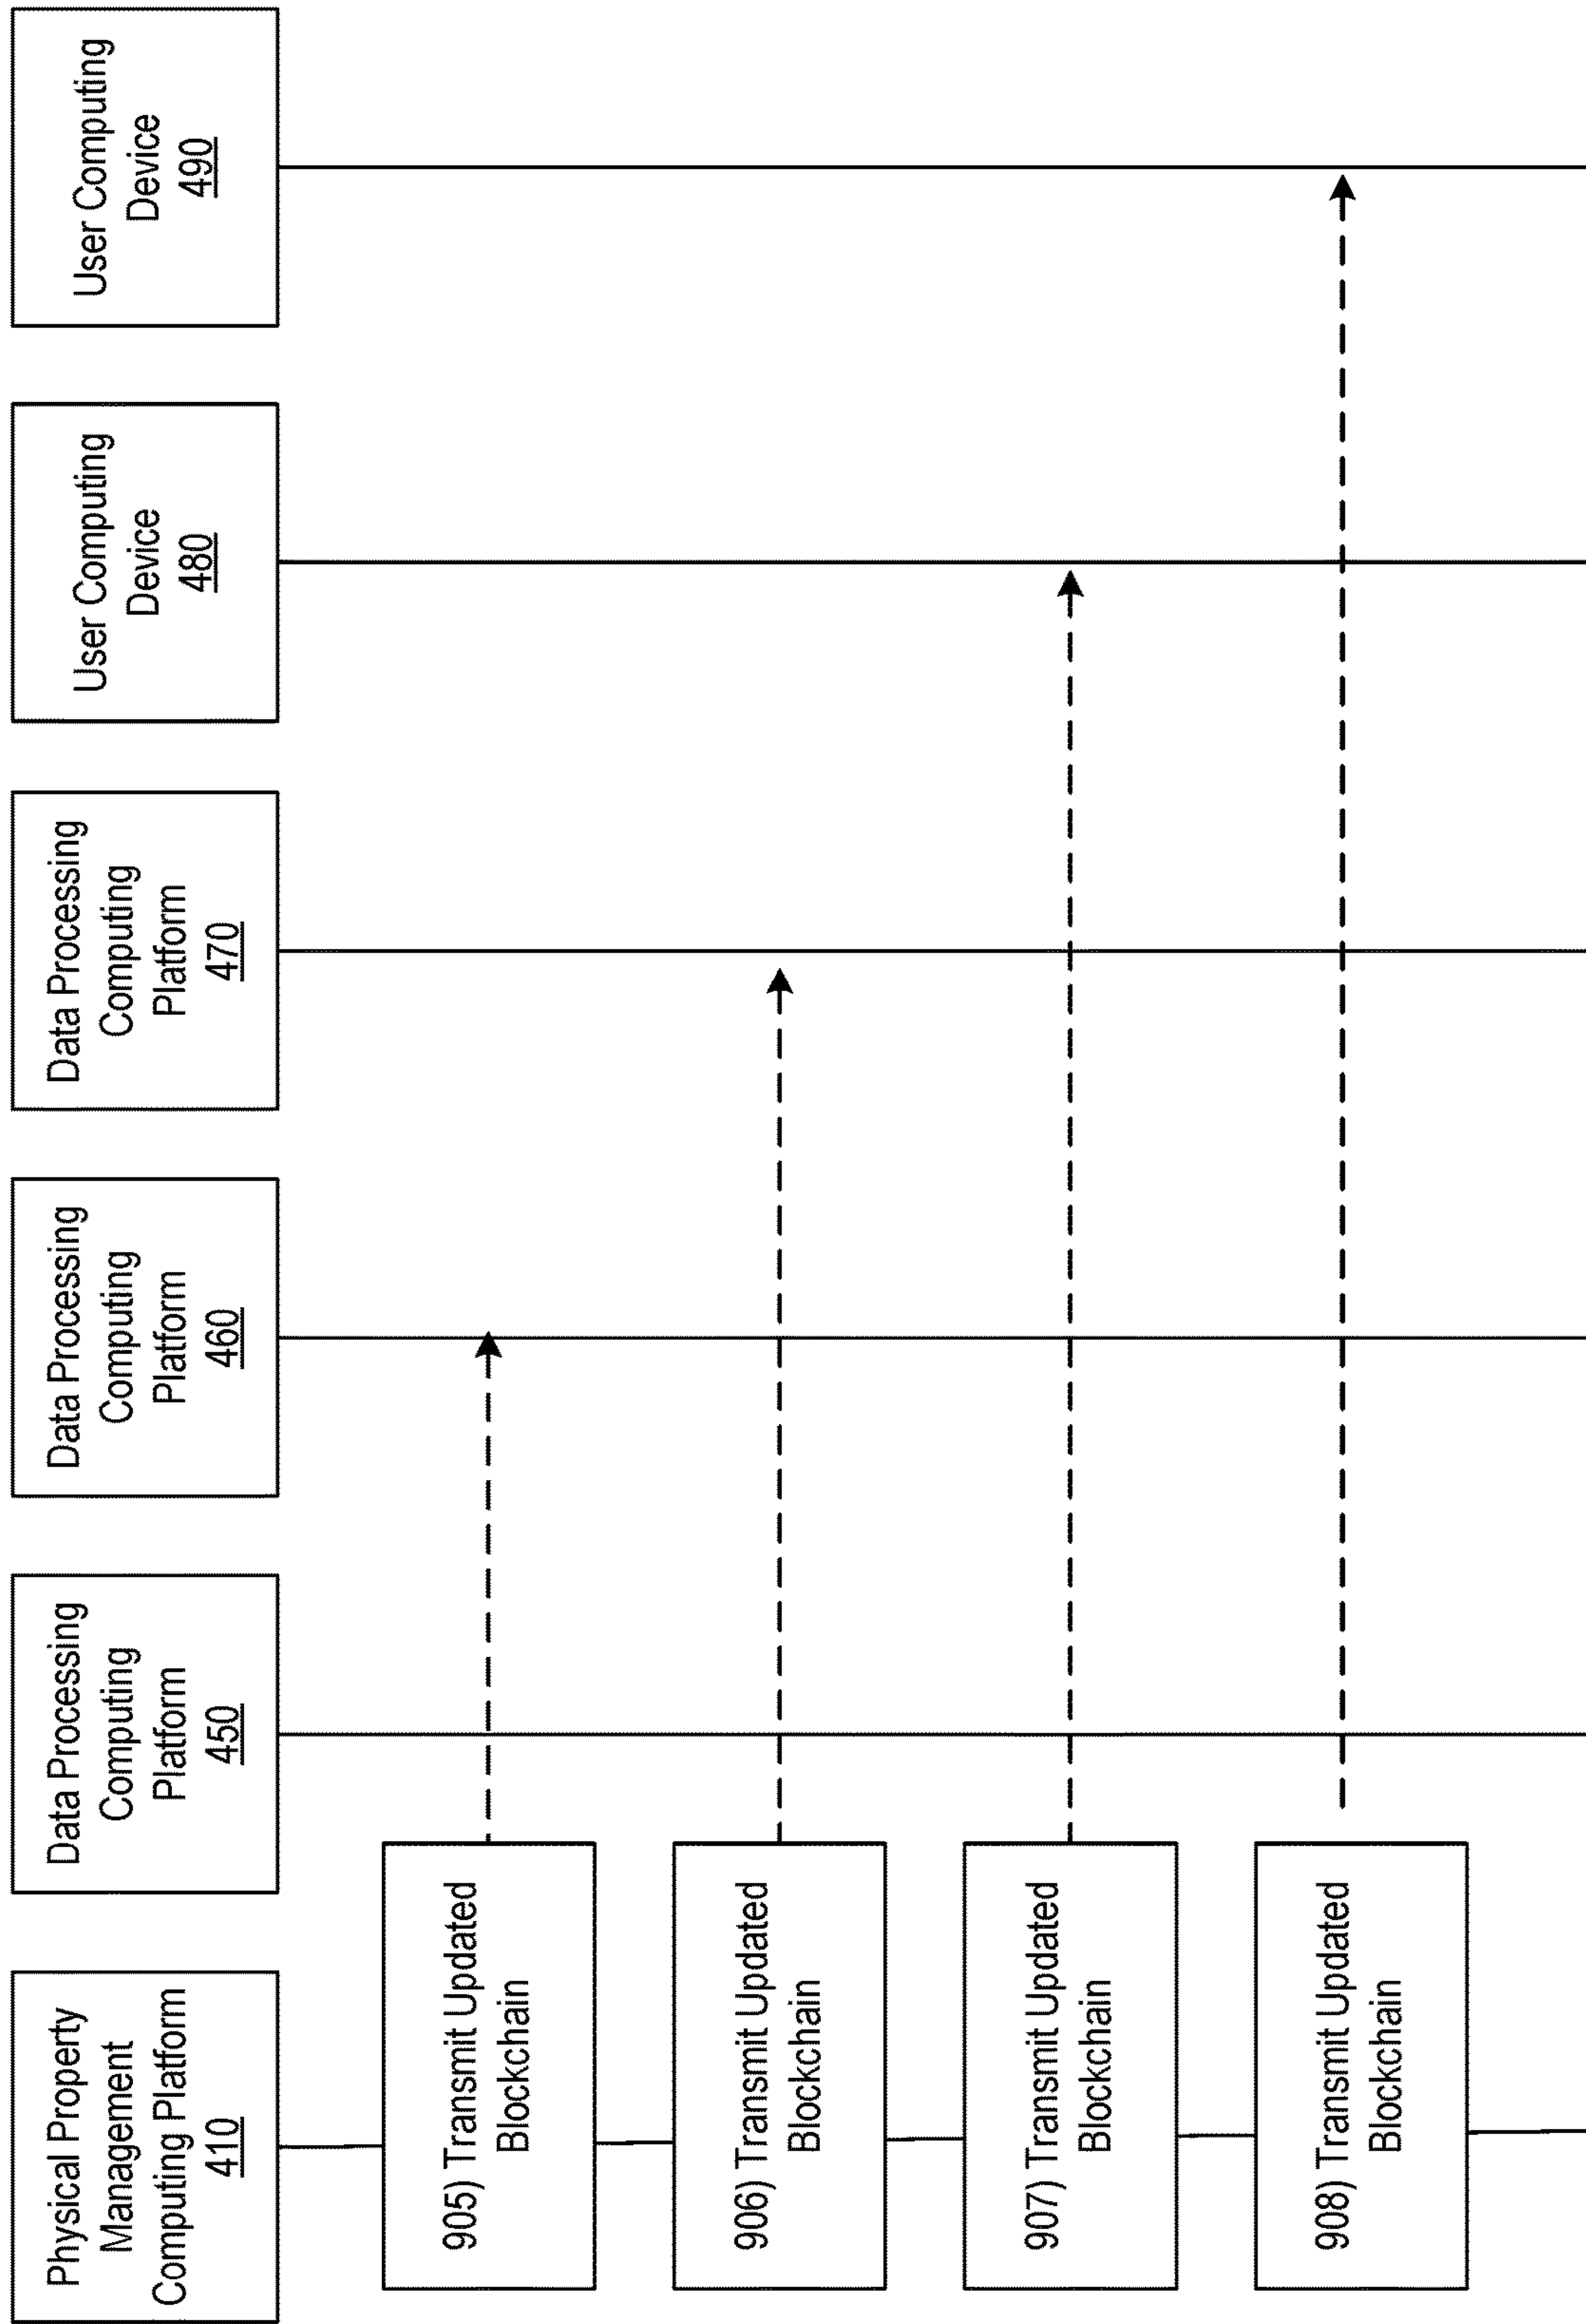 Physical Property
Management
Computing Platform
410
Data Processing
Computing
Platform
450
Data Processing
Computing
Platform
460
Data Processing
Computing
Platform
470
User Computing
Device
480
User Computing
Device
490
905) Transmit Updated
Blockchain
906) Transmit Updated
Blockchain
907) Transmit Updated
Blockchain
908) Transmit Updated
Blockchain